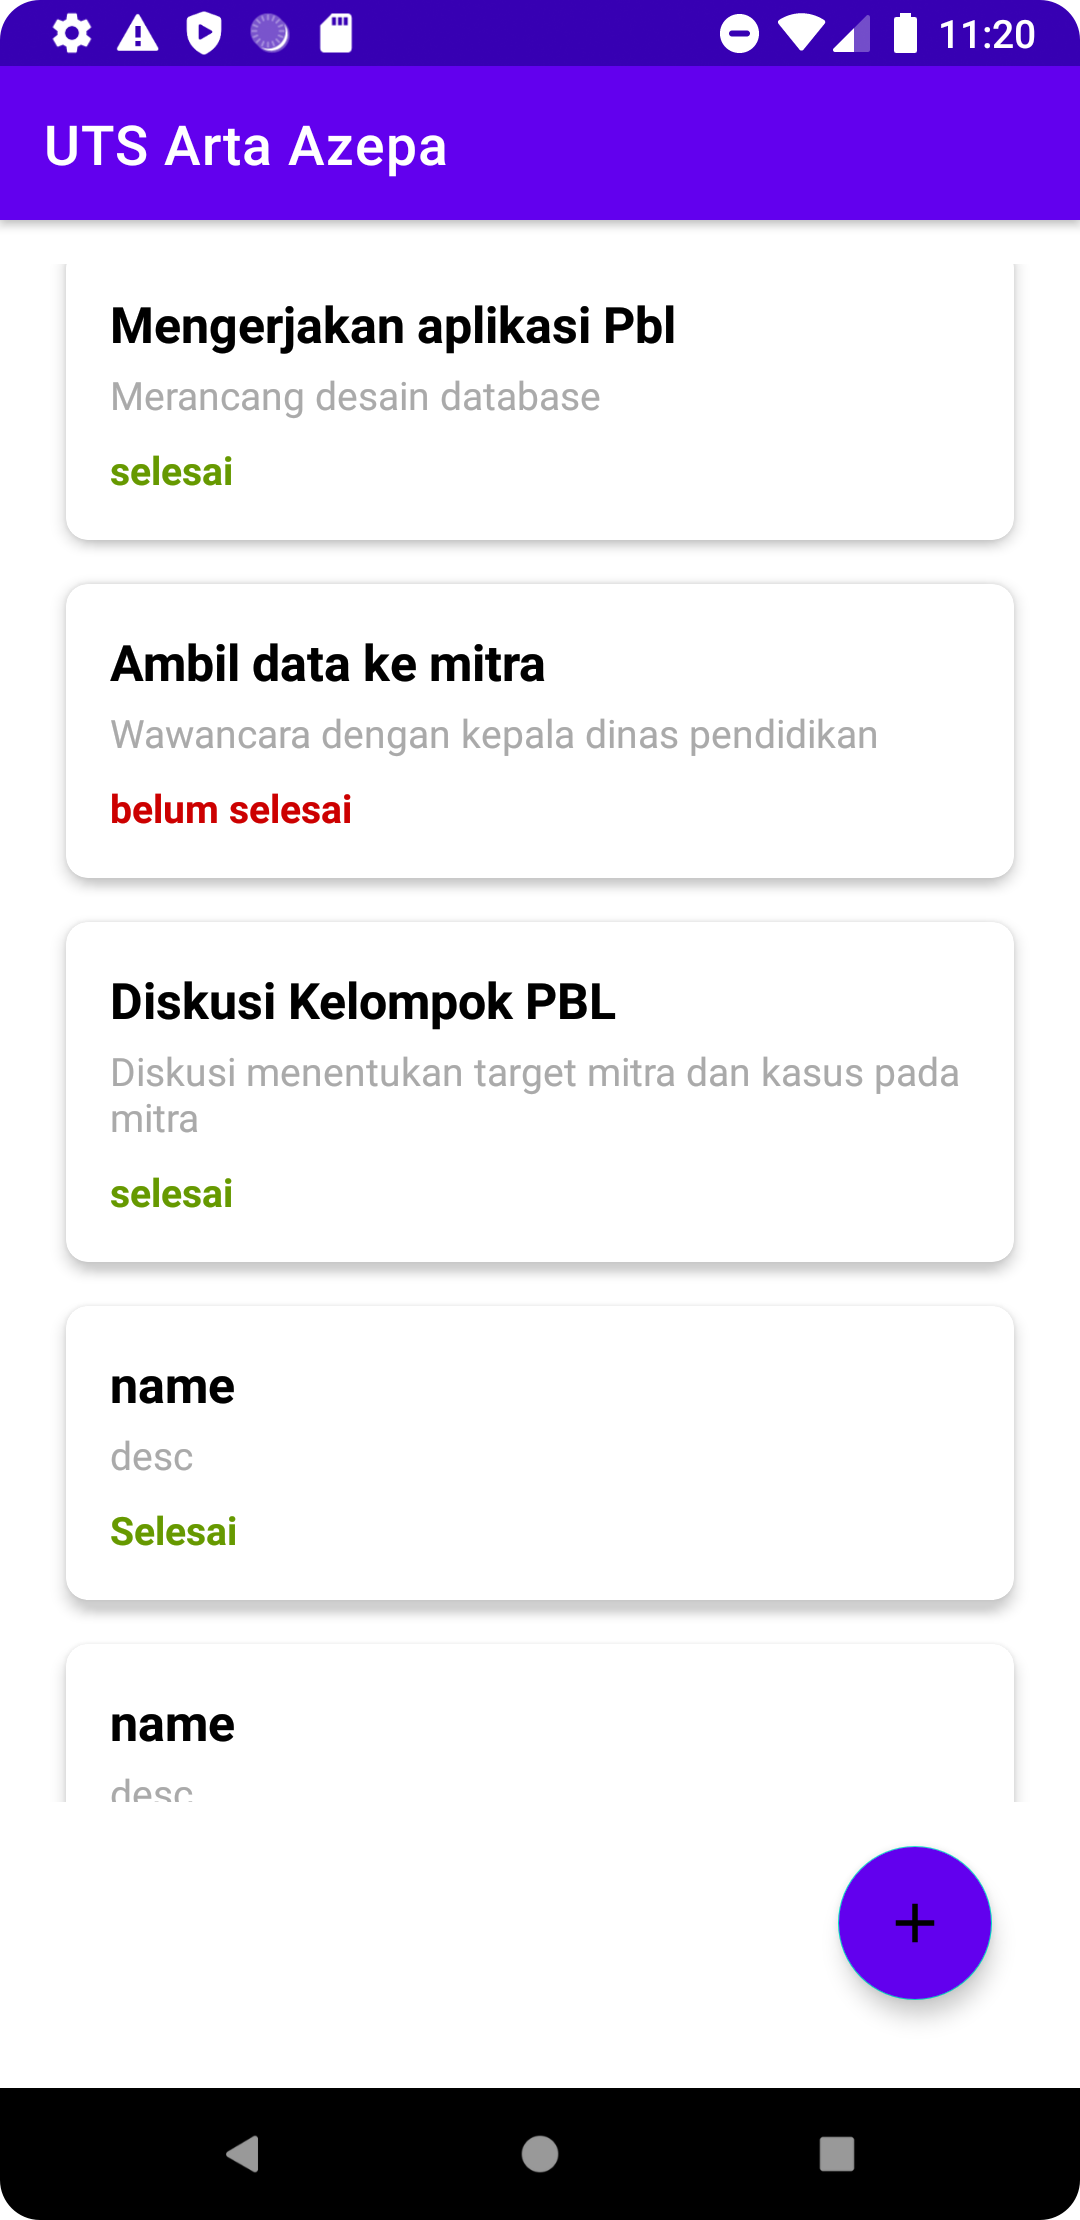 11:20
UTS Arta Azepa
Mengerjakan aplikasi Pbl
Merancang desain database
selesai
Ambil data ke mitra
Wawancara dengan kepala dinas pendidikan
belum selesai
Diskusi Kelompok PBL
Diskusi menentukan target mitra dan kasus pada
mitra
selesai
name
desc
Selesai
name
desc